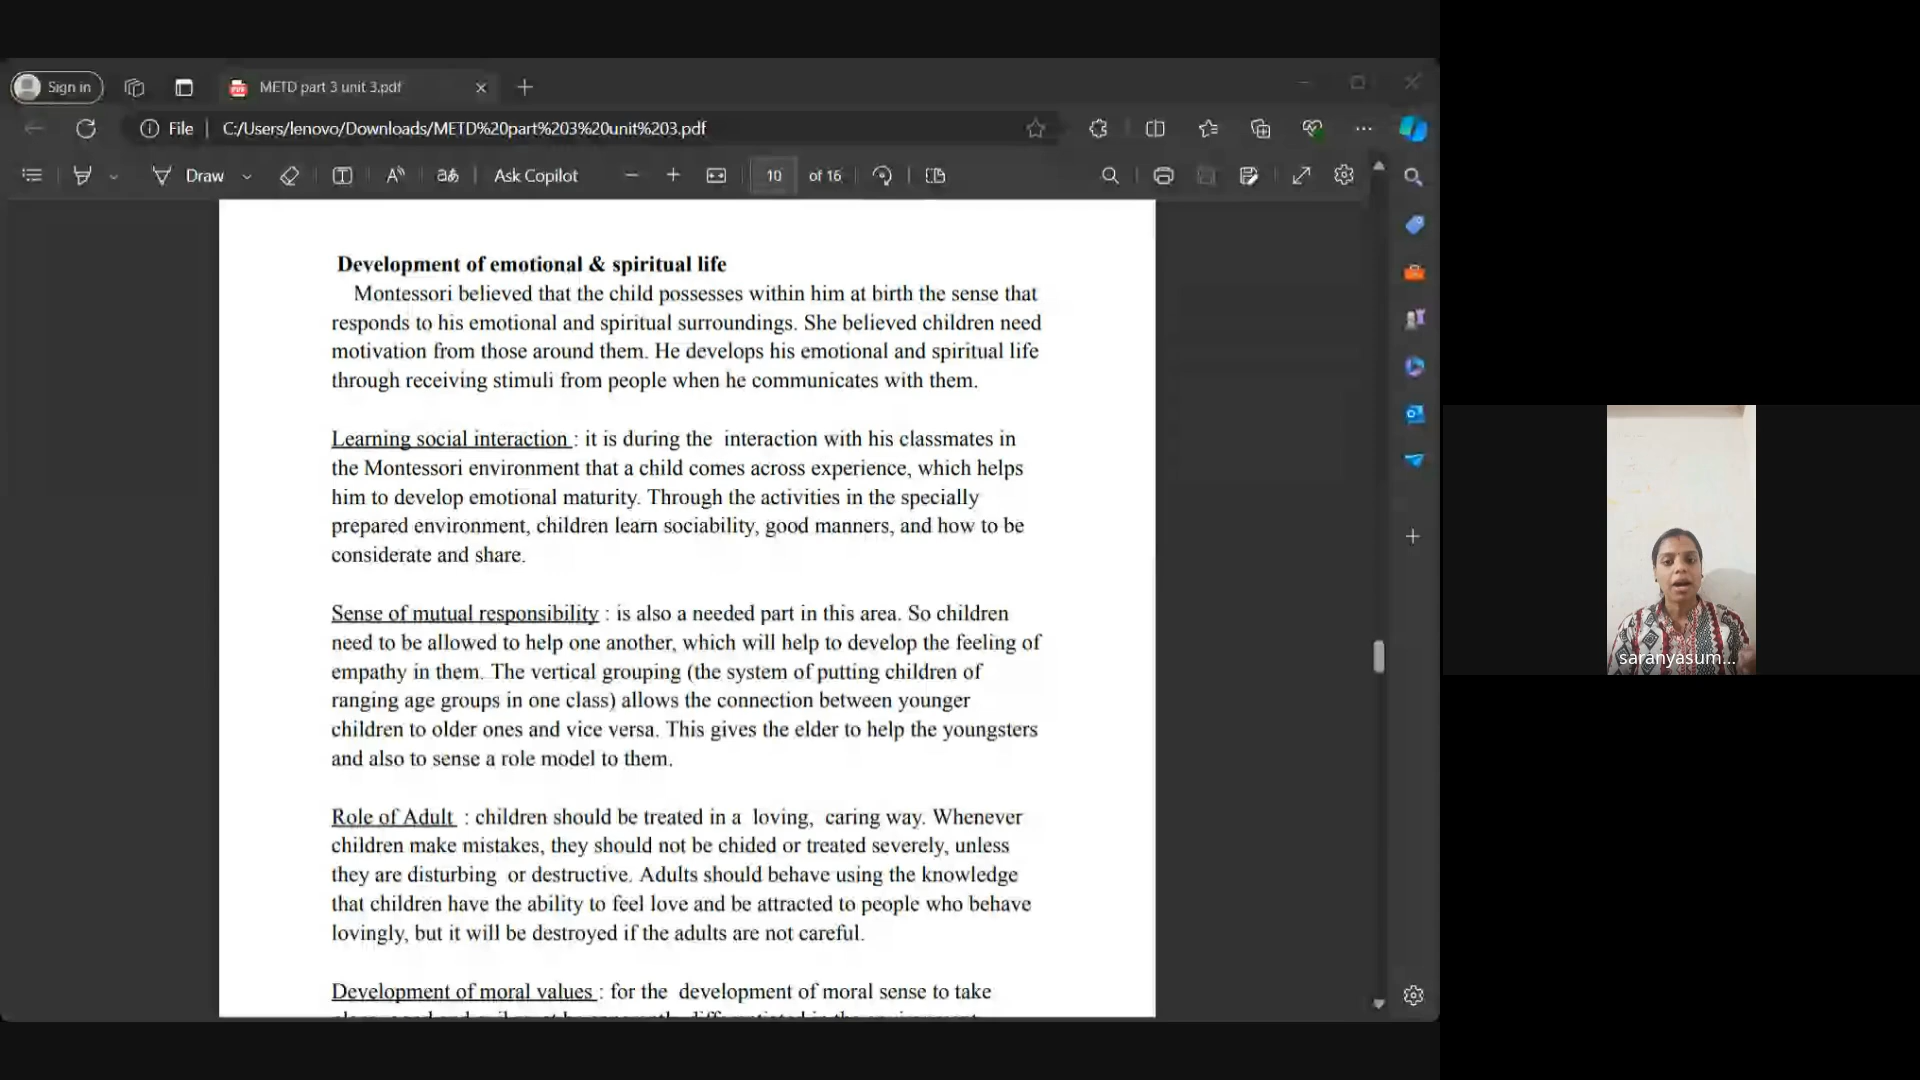 Sign in
METD part 3 unit 3.pdf
File
C:/Users/lenovo/Downloads/METD%20part%203%20unit%203.pdf
Draw
Ask Copilot
10 of 16
Development of emotional & spiritual life
Montessori believed that the child possesses within him at birth the sense that
responds to his emotional and spiritual surroundings. She believed children need
motivation from those around them. He develops his emotional and spiritual life
through receiving stimuli from people when he communicates with them.
Learning social interaction : it is during the interaction with his classmates in
the Montessori environment that a child comes across experience, which helps
him to develop emotional maturity. Through the activities in the specially
prepared environment, children learn sociability, good manners, and how to be
considerate and share.
Sense of mutual responsibility : is also a needed part in this area. So children
need to be allowed to help one another, which will help to develop the feeling of
empathy in them. The vertical grouping (the system of putting children of
ranging age groups in one class) allows the connection between younger
children to older ones and vice versa. This gives the elder to help the youngsters
and also to sense a role model to them.
Role of Adult : children should be treated in a loving, caring way. Whenever
children make mistakes, they should not be chided or treated severely, unless
they are disturbing or destructive. Adults should behave using the knowledge
that children have the ability to feel love and be attracted to people who behave
lovingly, but it will be destroyed if the adults are not careful.
Development of moral values : for the development of moral sense to take
saranyasum...